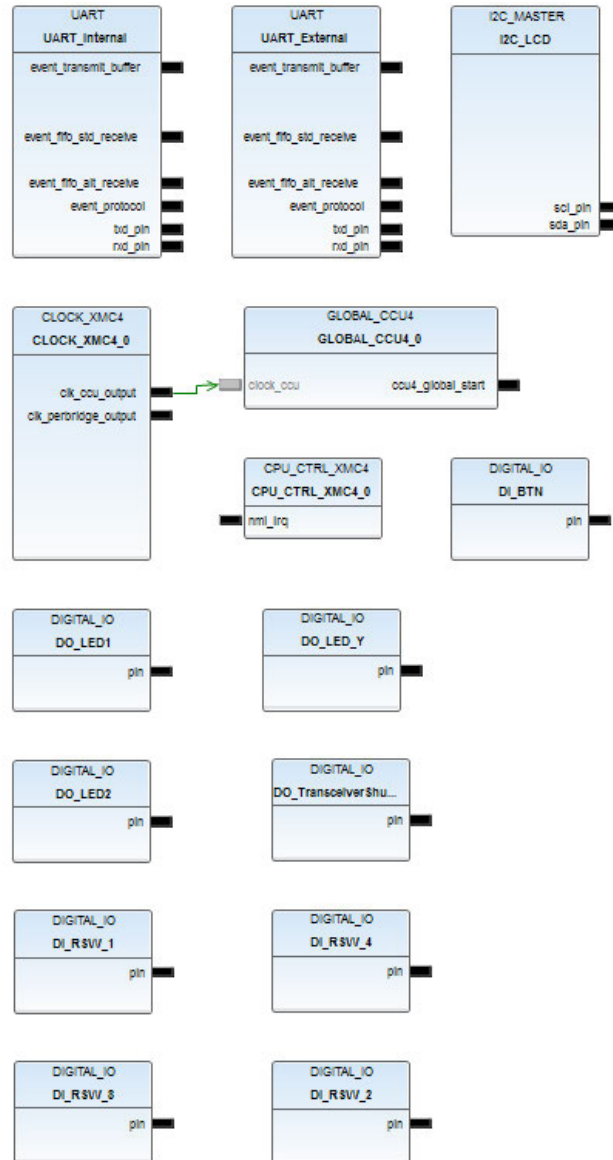 UART
UART_Internal
event_transmit_buffer
event_fifo_std_receive
event_fifo_alt_receive
event_protocol
txd_pin
rxd_pin
UART
UART_External
event_transmit_buffer
event_fifo_std_receive
event_fifo_alt_receive
event_protocol
txd_pin
rxd_pin
I2C_MASTER
I2C_LCD
scl_pin
sda_pin
CLOCK_XMC4
CLOCK_XMC4_0
clk_ccu_output
clk_perbridge_output
GLOBAL_CCU4
GLOBAL_CCU4_0
clock_ccu
ccu4_global_start
CPU_CTRL_XMC4
CPU_CTRL_XMC4_0
nmi_irq
DIGITAL_IO
DI_BTN
pin
DIGITAL_IO
DO_LED1
pin
DIGITAL_IO
DO_LED_Y
pin
DIGITAL_IO
DO_LED2
pin
DIGITAL_IO
DO_TransceiverShu...
pin
DIGITAL_IO
DI_RSW_1
pin
DIGITAL_IO
DI_RSW_4
pin
DIGITAL_IO
DI_RSW_8
pin
DIGITAL_IO
DI_RSW_2
pin